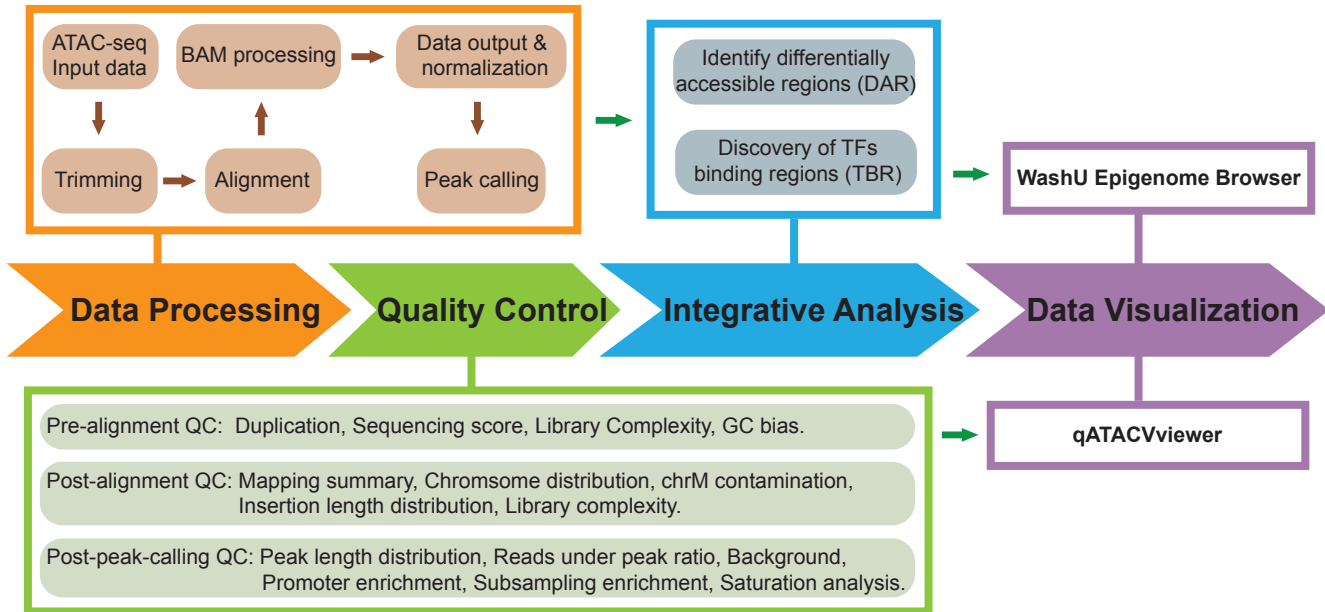 ATAC-seq
Input data
BAM processing
Data output &
normalization
Trimming
Alignment
Peak calling
Identify differentially
accessible regions (DAR)
Discovery of TFs
binding regions (TBR)
WashU Epigenome Browser
Data Processing
Quality Control
Integrative Analysis
Data Visualization
Pre-alignment QC: Duplication, Sequencing score, Library Complexity, GC bias.
Post-alignment QC: Mapping summary, Chromsome distribution, chrM contamination,
Insertion length distribution, Library complexity.
Post-peak-calling QC: Peak length distribution, Reads under peak ratio, Background,
Promoter enrichment, Subsampling enrichment, Saturation analysis.
qATACVviewer